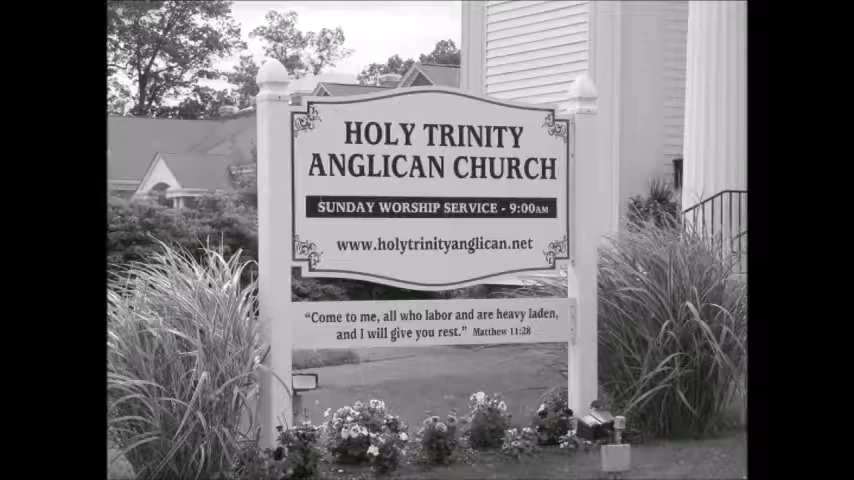 HOLY TRINITY
ANGLICAN CHURCH
SUNDAY WORSHIP SERVICE - 9:00AM
www.holytrinityanglican.net
“Come to me, all who labor and are heavy laden,
and I will give you rest.” Matthew 11:28